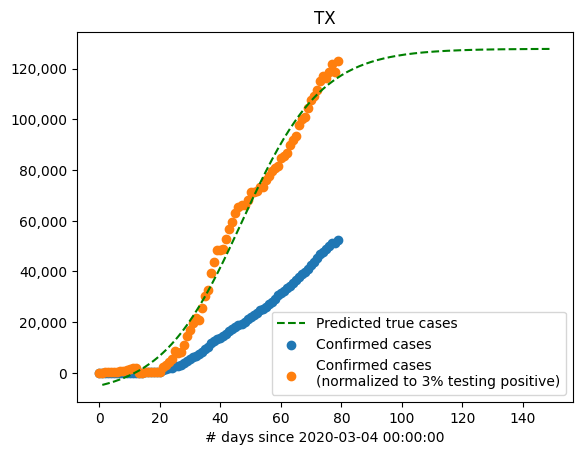 TX
120,000
100,000
80,000
60,000
40,000
20,000
0
0 20 40 60 80 100 120 140
# days since 2020-03-04 00:00:00
Predicted true cases
Confirmed cases
Confirmed cases
(normalized to 3% testing positive)